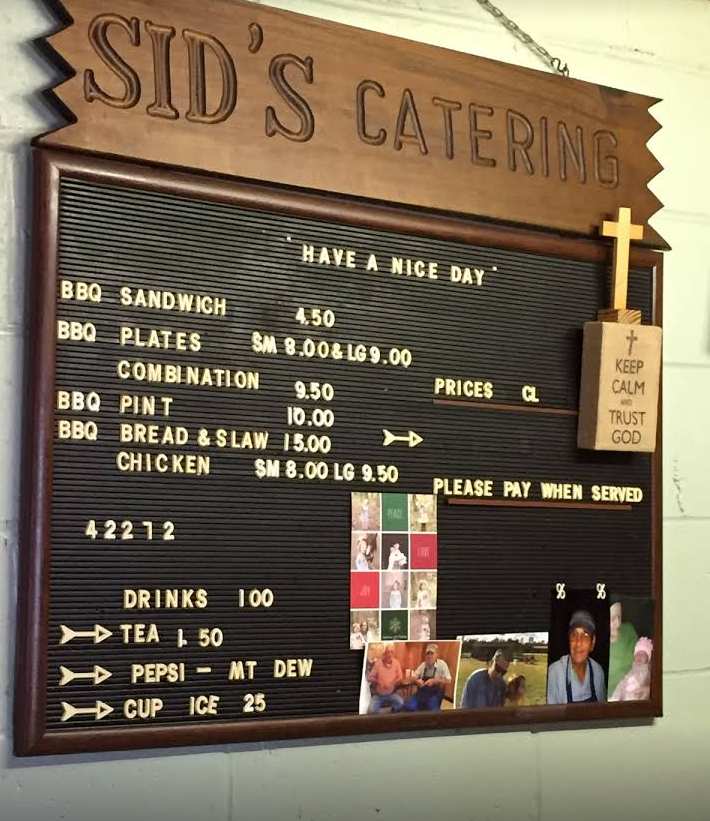 SID'S CATERING
"HAVE A NICE DAY"
BBQ SANDWICH 4.50
BBQ PLATES SM 8.00 & LG 9.00
COMBINATION 9.50
BBQ PINT 10.00
BBQ BREAD & SLAW 15.00
CHICKEN SM 8.00 LG 9.50
PRICES CL
KEEP
CALM
AND
TRUST
GOD
PLEASE PAY WHEN SERVED
42272
PEACE
LOVE
JOY
DRINKS 100
TEA 1.50
PEPSI - MT DEW
CUP ICE 25